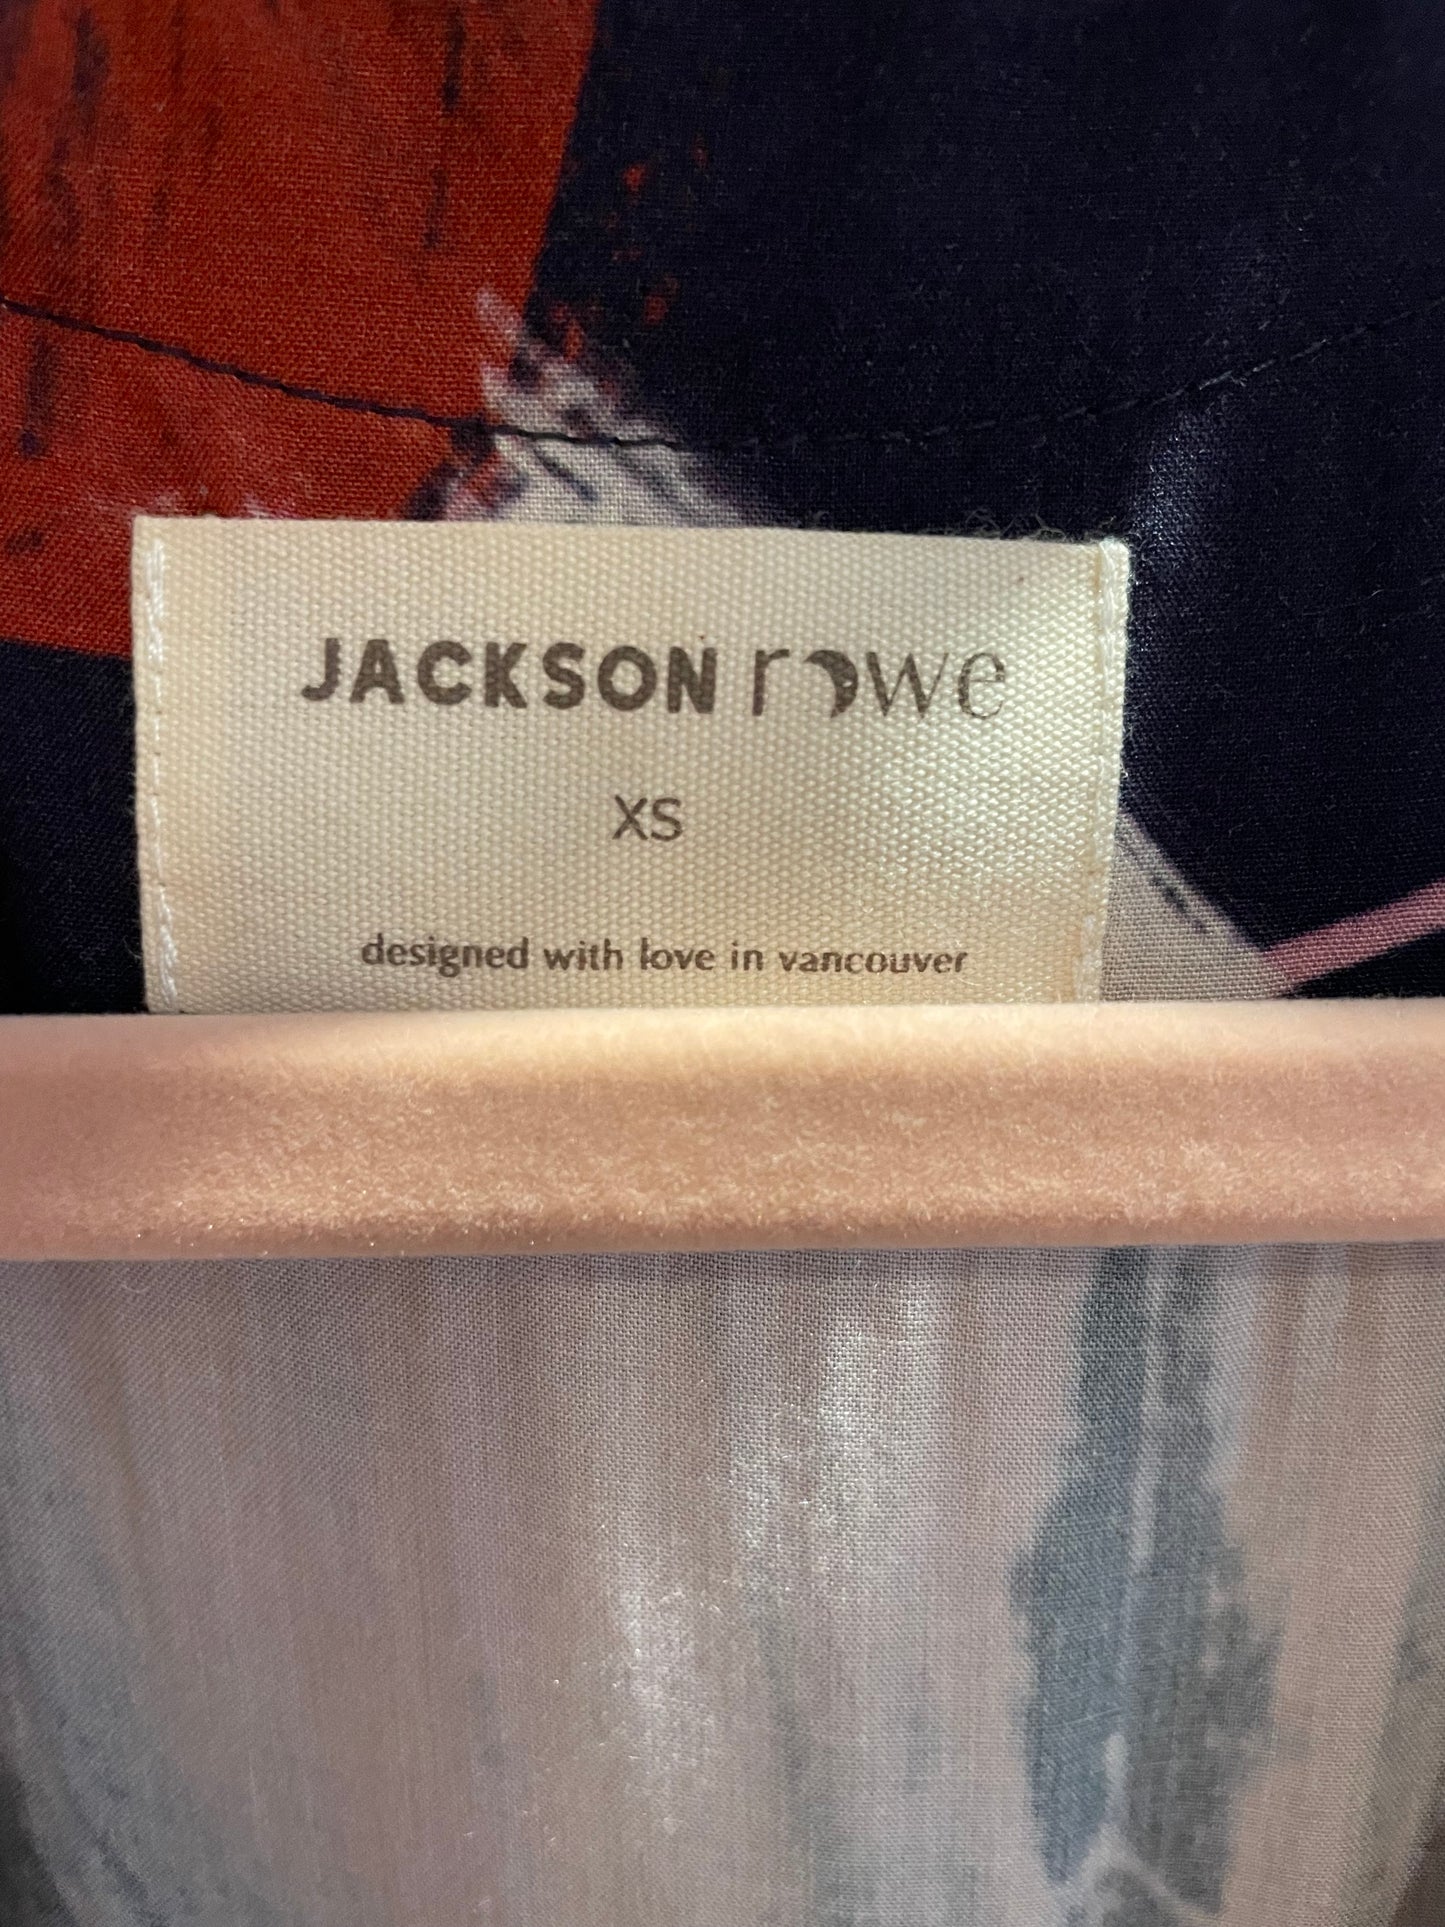 JACKSON rowe
XS
designed with love in vancouver